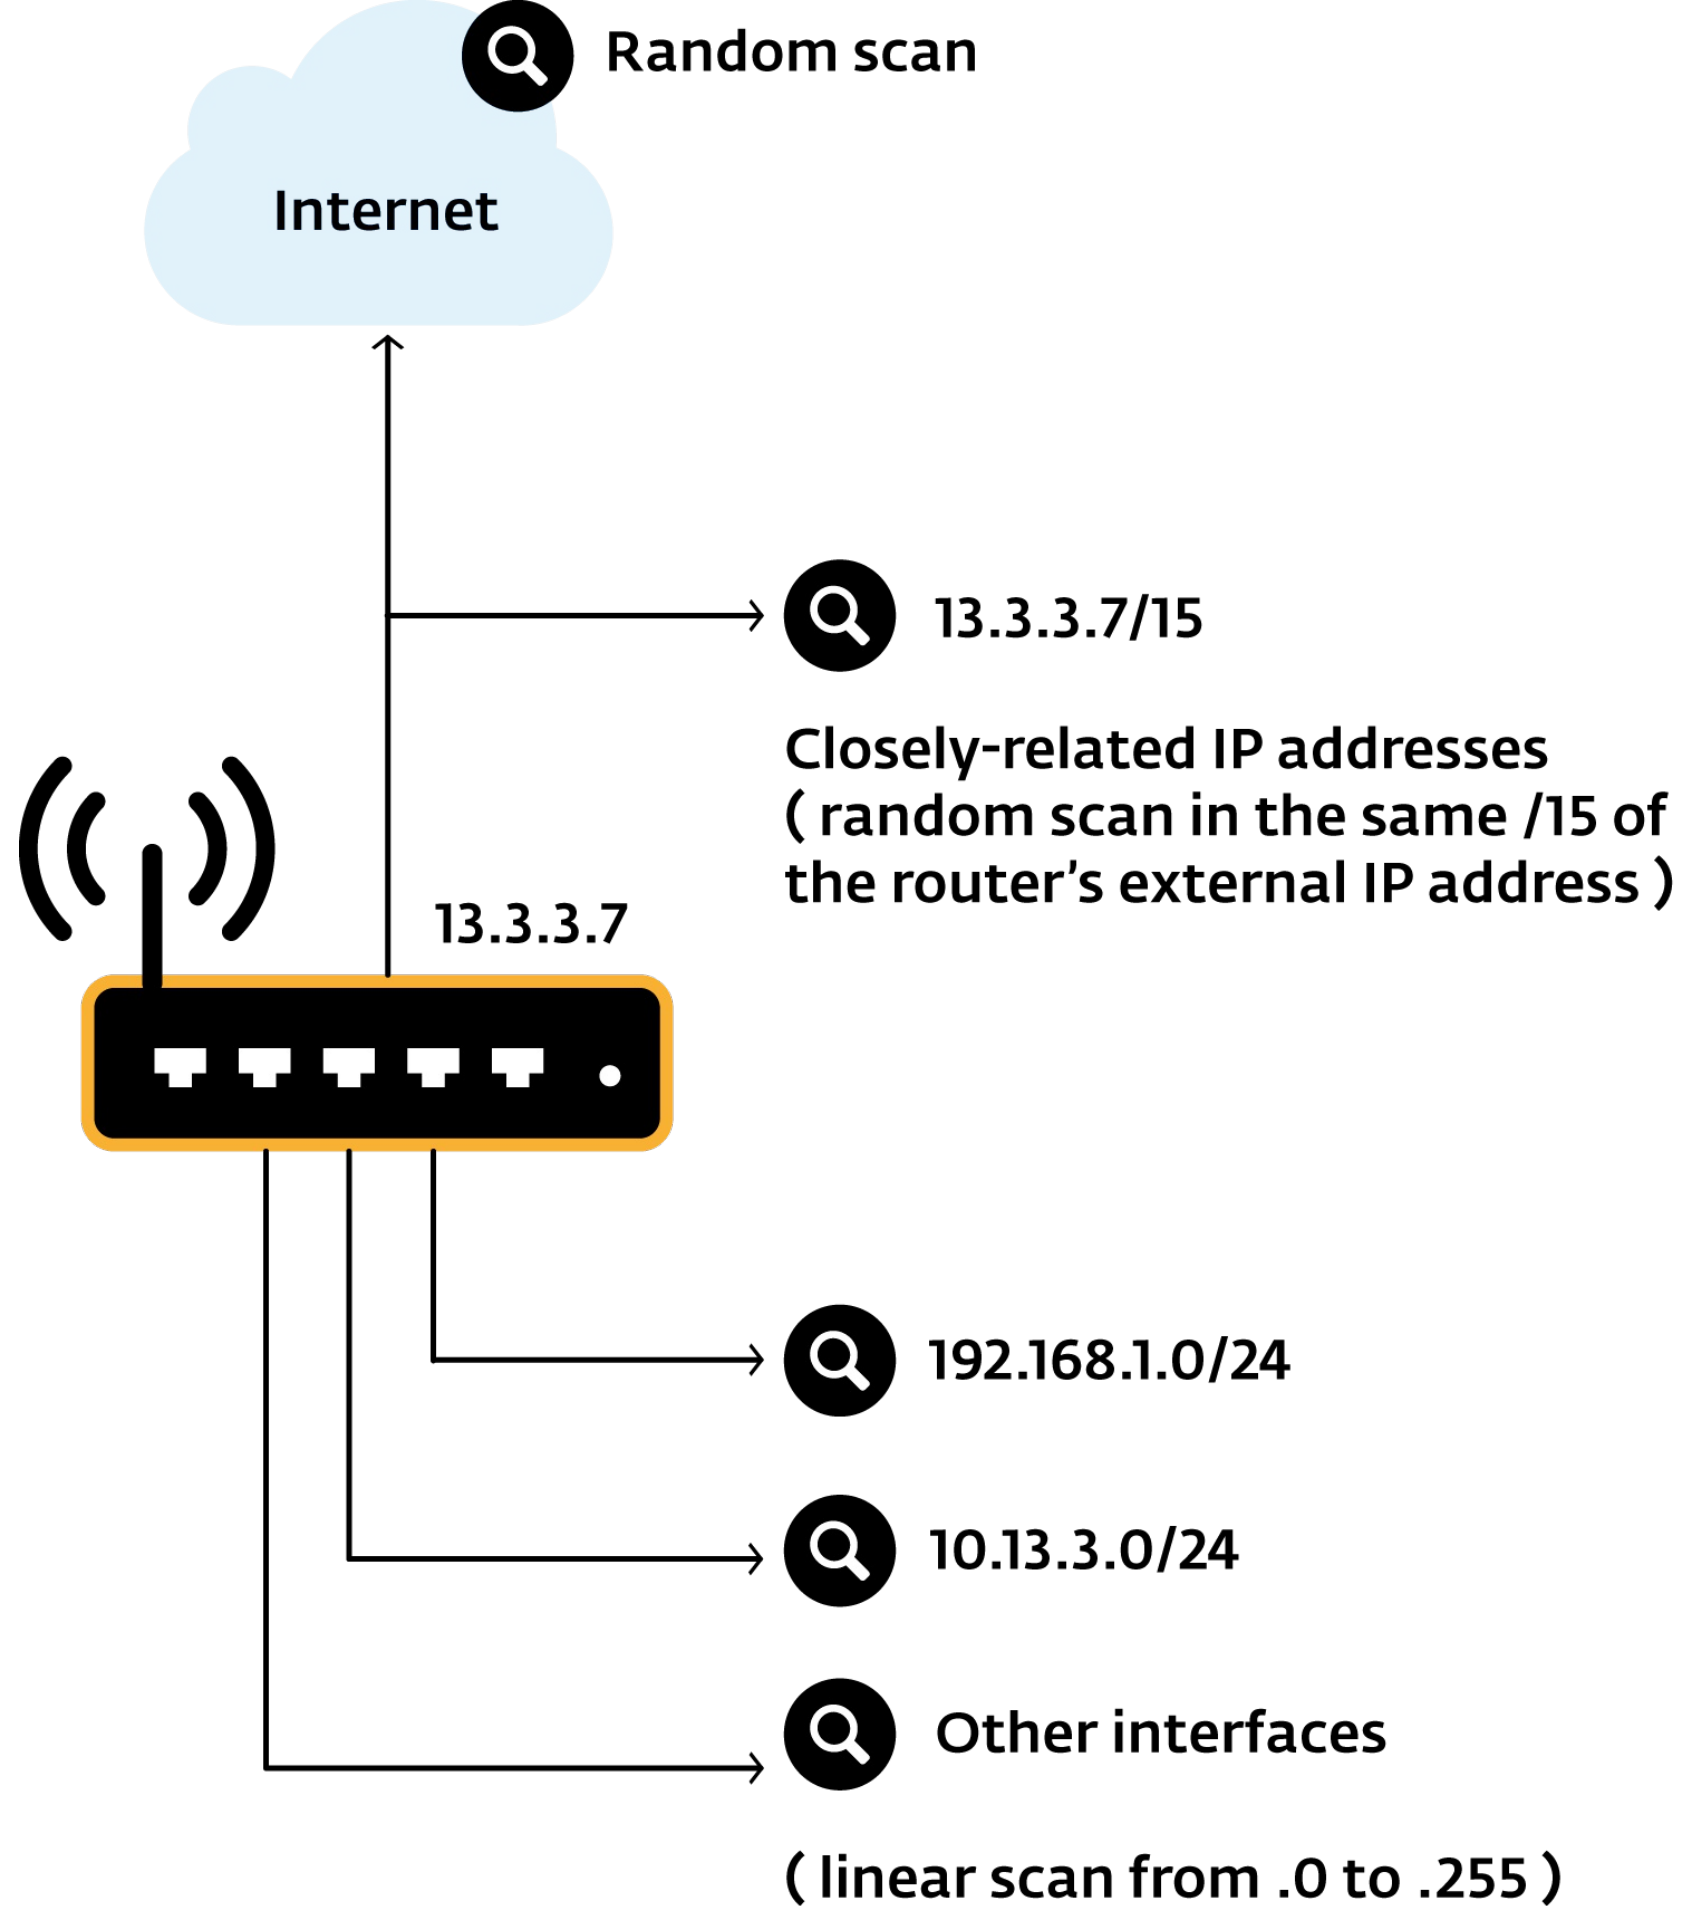 Random scan
Internet
13.3.3.7/15
Closely-related IP addresses
( random scan in the same /15 of
the router’s external IP address )
13.3.3.7
192.168.1.0/24
10.13.3.0/24
Other interfaces
( linear scan from .0 to .255 )